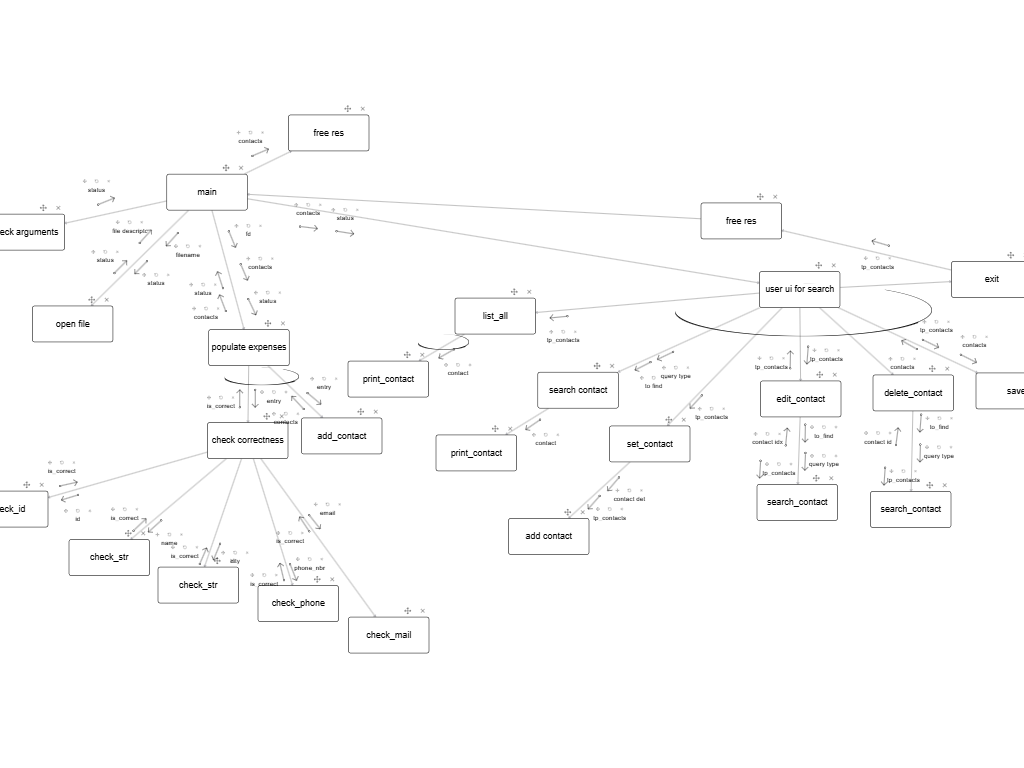 free res
contacts
main
status
eck arguments
file descripto
contacts
status
free res
fd
filename
status
contacts
status
lp_contacts
exit
user ui for search
status
contacts
status
list_all
open file
lp_contacts
lp_contacts
populate expenses
contact
print_contact
lp_contacts
lp_contacts
contacts
query type
to find
search contact
entry
is_correct
entry
edit_contact
delete_contact
save
contacts
lp_contacts
check correctness
add_contact
contact
set_contact
print_contact
contact idx
to_find
contact id
lo_find
query type
query type
is_correct
lp_contacts
lp_contacts
contact del
lp_contacts
eck_id
id
is_correct
search_contact
search_contact
email
add contact
name
is_correct
is_correct
check_str
phone_nbr
check_str
is_correct
check_phone
check_mail